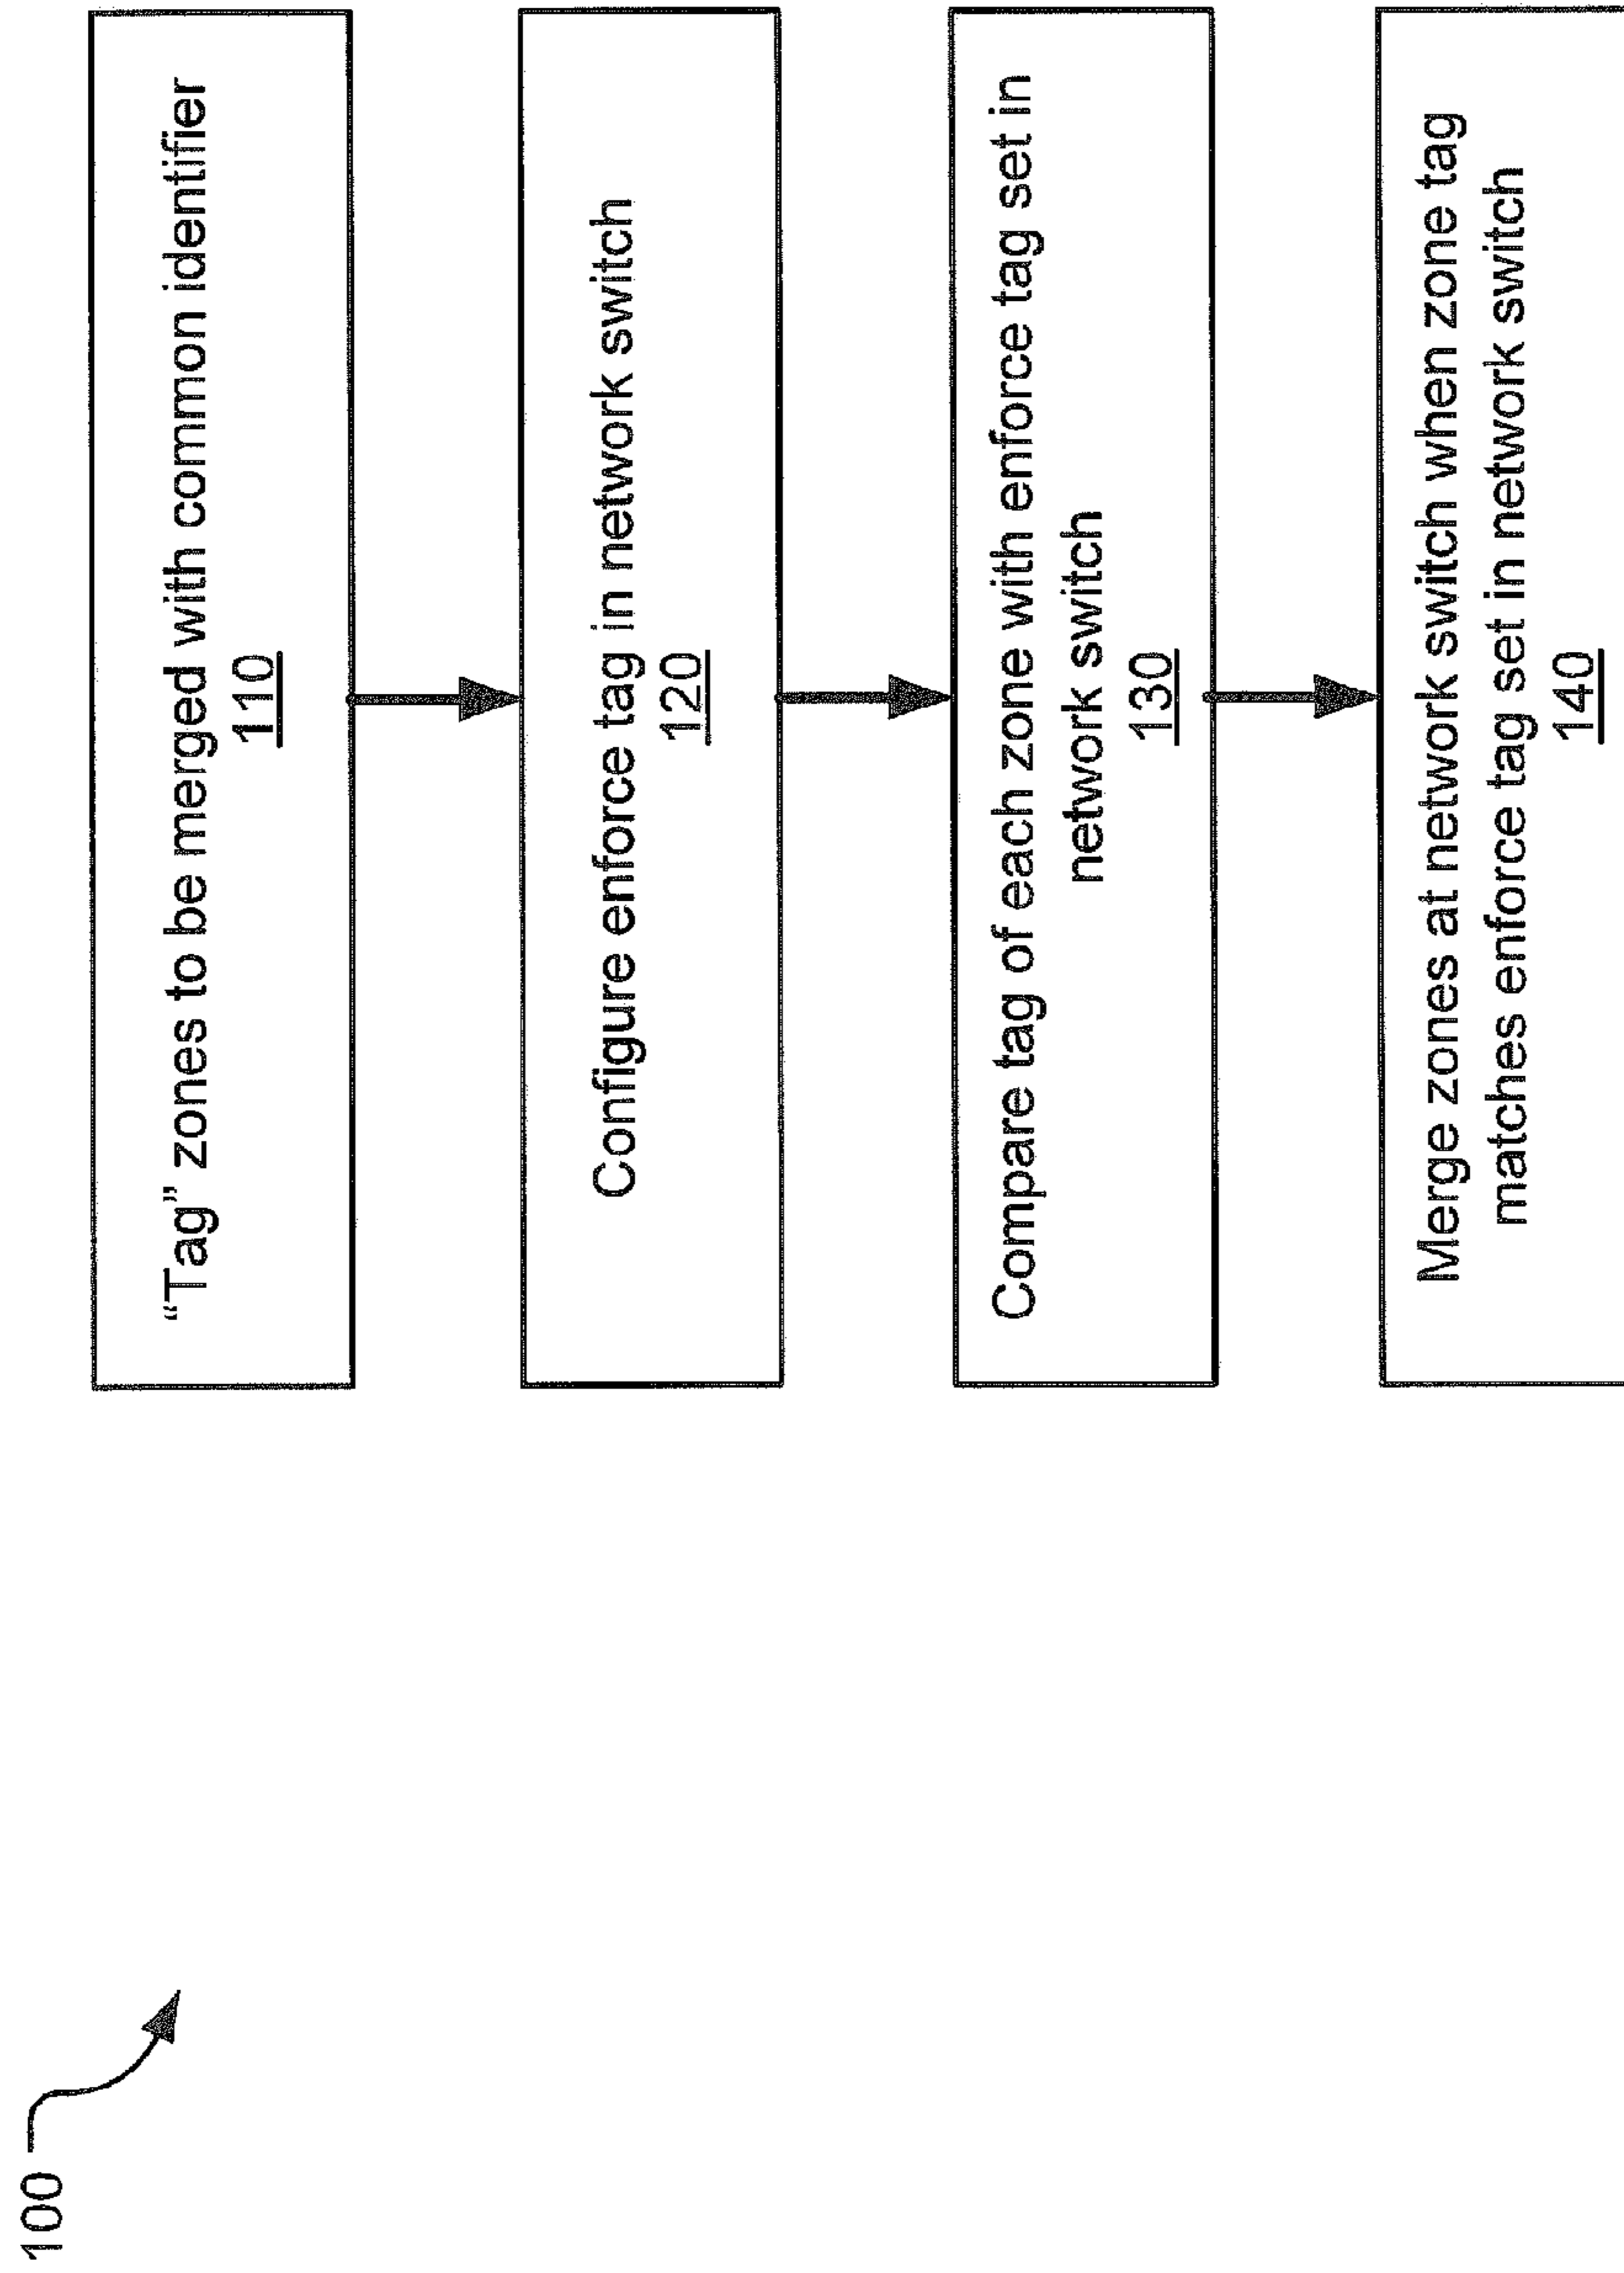 100
“Tag” zones to be merged with common identifier
110
Configure enforce tag in network switch
120
Compare tag of each zone with enforce tag set in
network switch
130
Merge zones at network switch when zone tag
matches enforce tag set in network switch
140